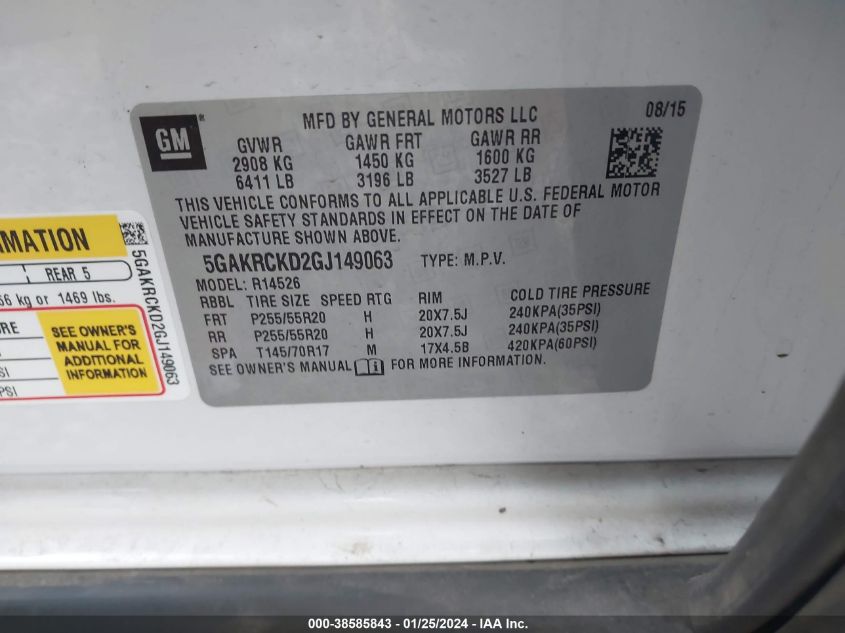 GM
MFD BY GENERAL MOTORS LLC 08/15
GVWR GAWR FRT GAWR RR
2908 KG 1450 KG 1600 KG
6411 LB 3196 LB 3527 LB
THIS VEHICLE CONFORMS TO ALL APPLICABLE U.S. FEDERAL MOTOR
VEHICLE SAFETY STANDARDS IN EFFECT ON THE DATE OF
MANUFACTURE SHOWN ABOVE.
5GAKRCKD2GJ149063 TYPE: M.P.V.
MODEL: R14526
RBBL TIRE SIZE SPEED RTG RIM COLD TIRE PRESSURE
FRT P255/55R20 H 20X7.5J 240KPA(35PSI)
RR P255/55R20 H 20X7.5J 240KPA(35PSI)
SPA T145/70R17 M 17X4.5B 420KPA(60PSI)
SEE OWNER'S MANUAL i FOR MORE INFORMATION.
REAR 5
kg or 1469 lbs.
SEE OWNER'S
MANUAL FOR
ADDITIONAL
INFORMATION
5GAKRCKD2GJ149063
000-38585843 - 01/25/2024 - IAA Inc.